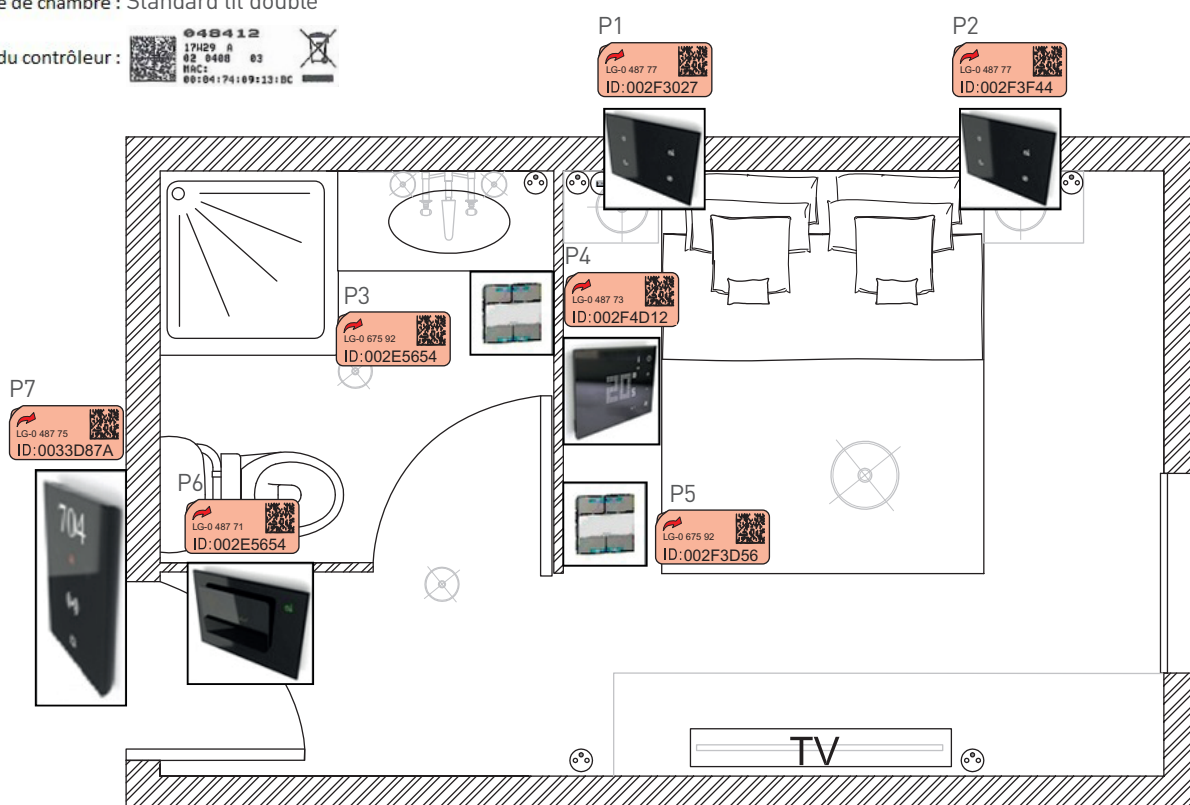 e de chambre : Standard lit double
du contrôleur :
048412
17W29 A
02 0408 03
MAC:
00:04:74:09:13:BC
P1
LG-0 487 77
ID:002F3027
P2
LG-0 487 77
ID:002F3F44
P3
LG-0 675 92
ID:002E5654
P4
LG-0 487 73
ID:002F4D12
20.5
P5
LG-0 675 92
ID:002F3D56
P6
LG-0 487 71
ID:002E5654
P7
LG-0 487 75
ID:0033D87A
704
TV